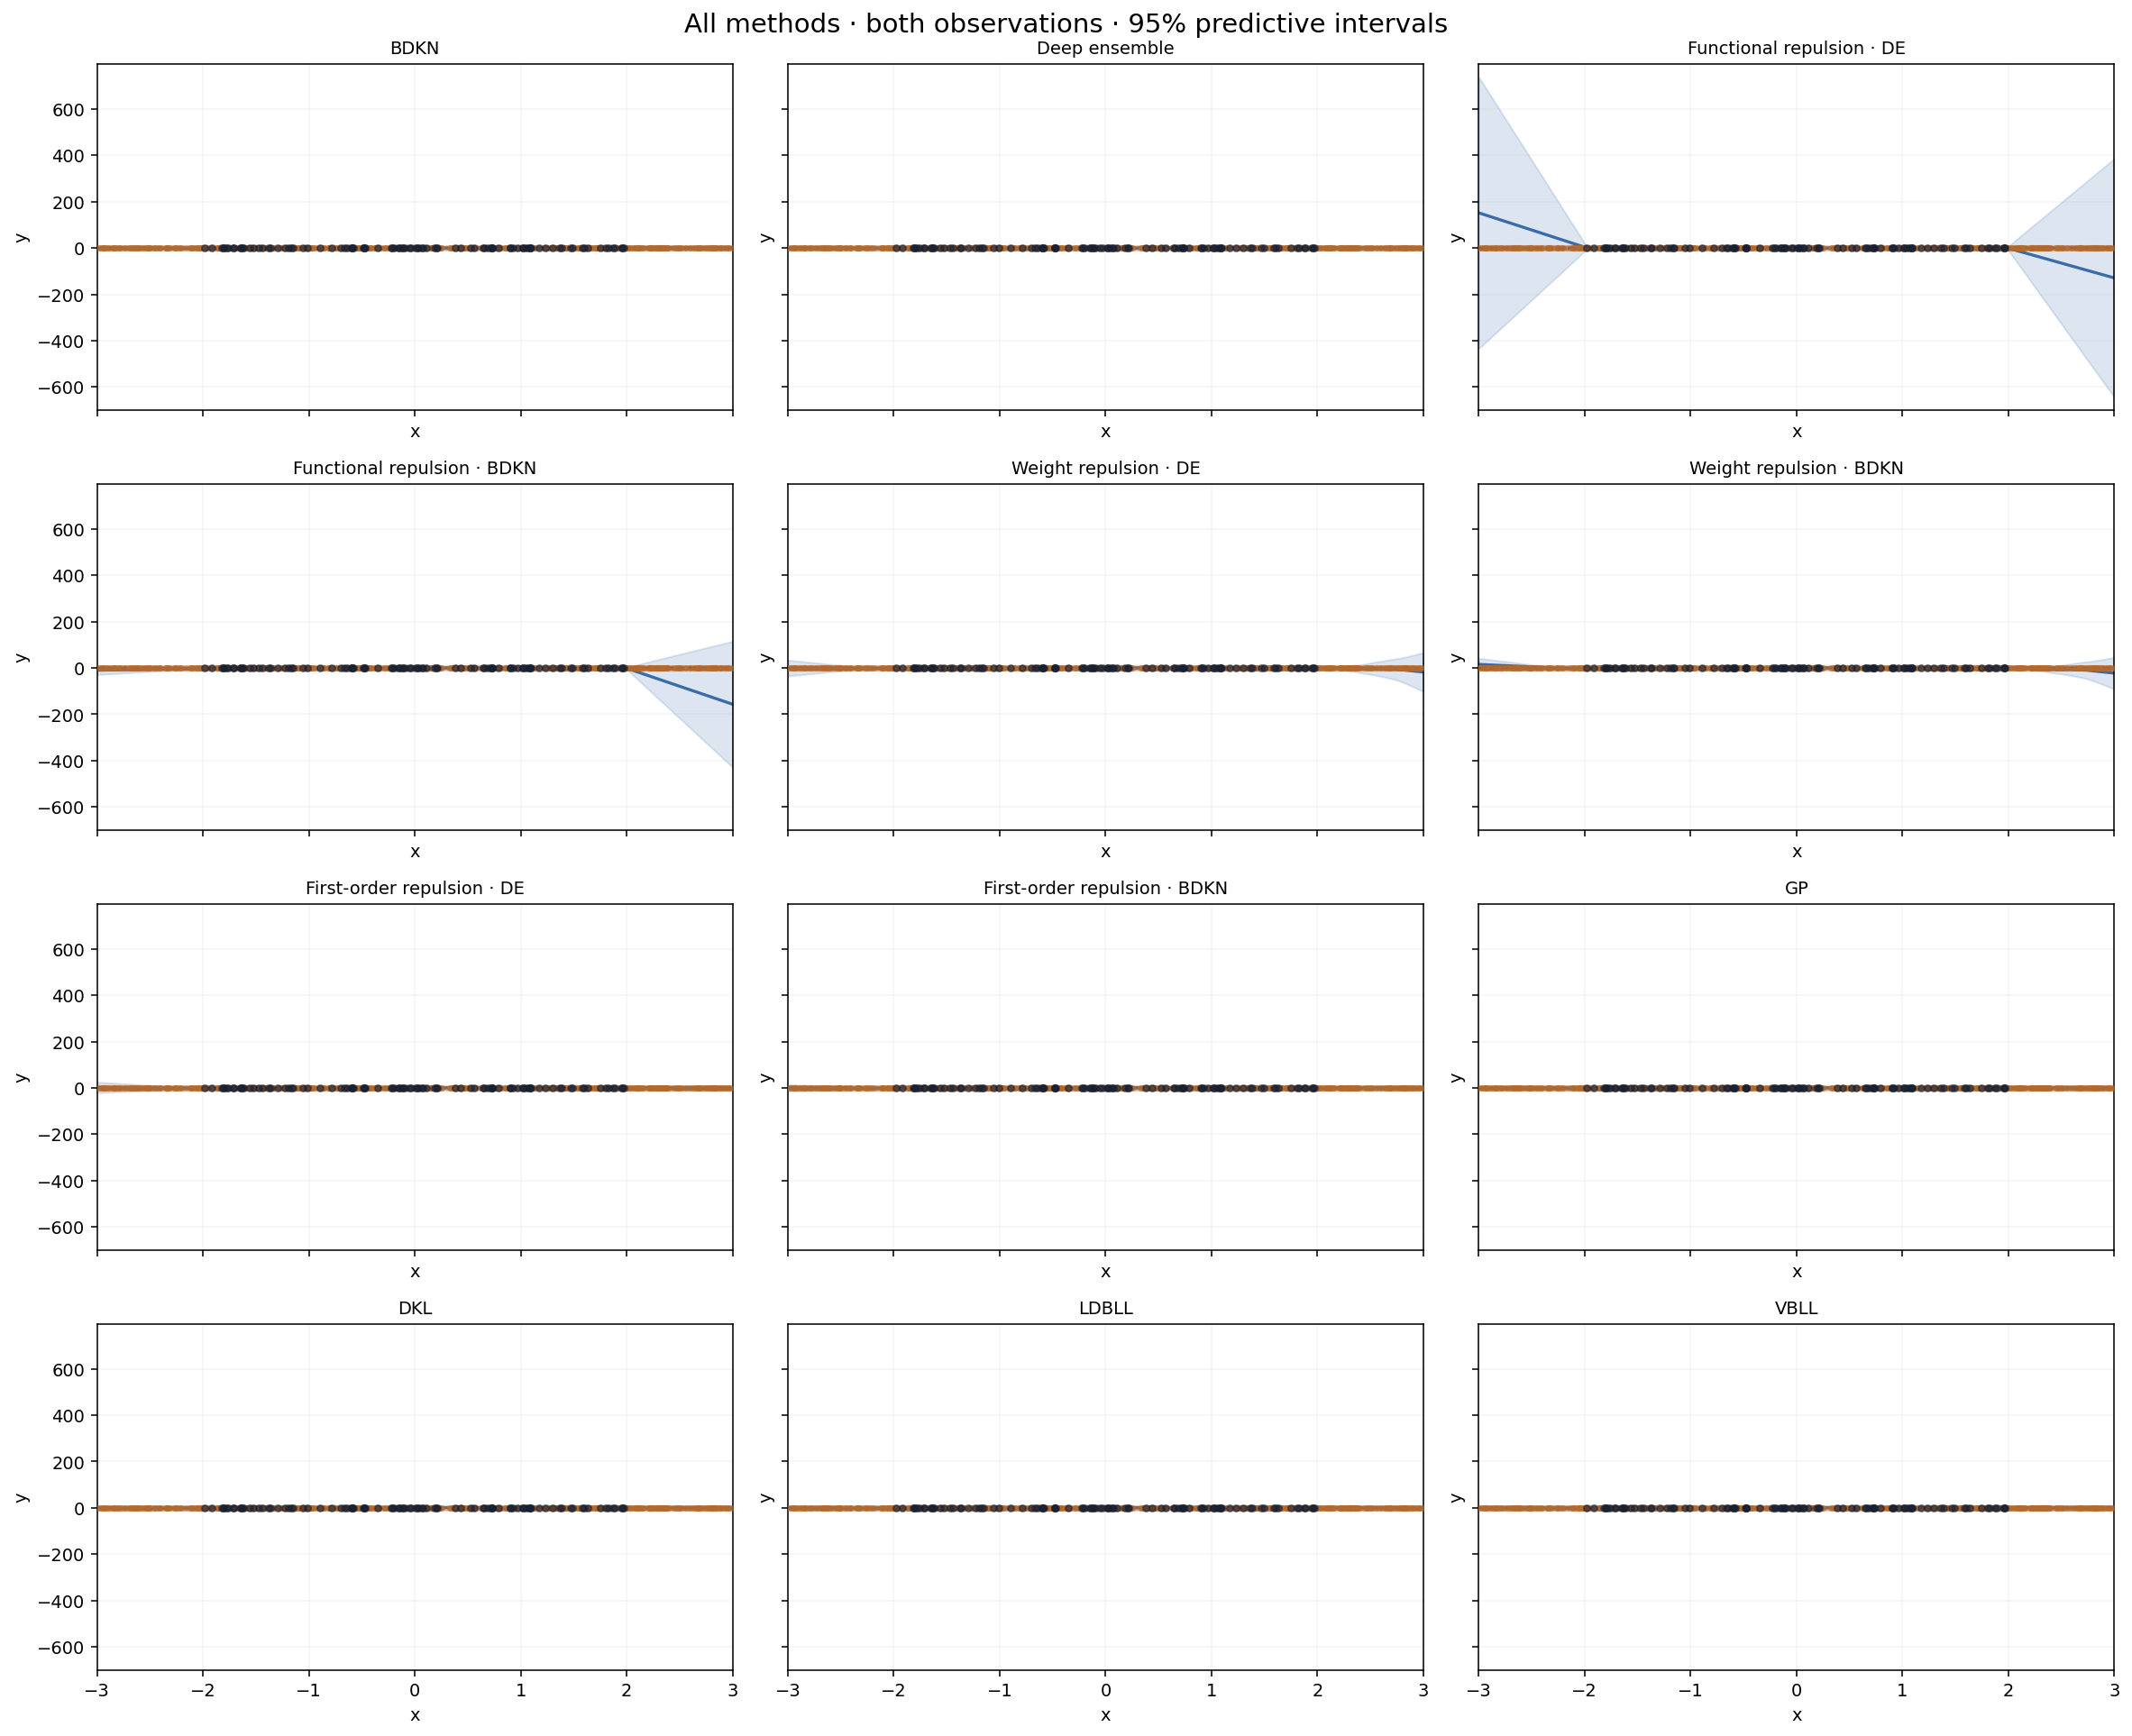 All methods · both observations · 95% predictive intervals
BDKN
Deep ensemble
Functional repulsion · DE
600
400
200
0
−200
−400
−600
y
y
y
x
x
x
Functional repulsion · BDKN
Weight repulsion · DE
Weight repulsion · BDKN
600
400
200
0
−200
−400
−600
y
y
y
x
x
x
First-order repulsion · DE
First-order repulsion · BDKN
GP
600
400
200
0
−200
−400
−600
y
y
y
x
x
x
DKL
LDBLL
VBLL
600
400
200
0
−200
−400
−600
y
y
y
−3 −2 −1 0 1 2 3
−3 −2 −1 0 1 2 3
−3 −2 −1 0 1 2 3
x
x
x